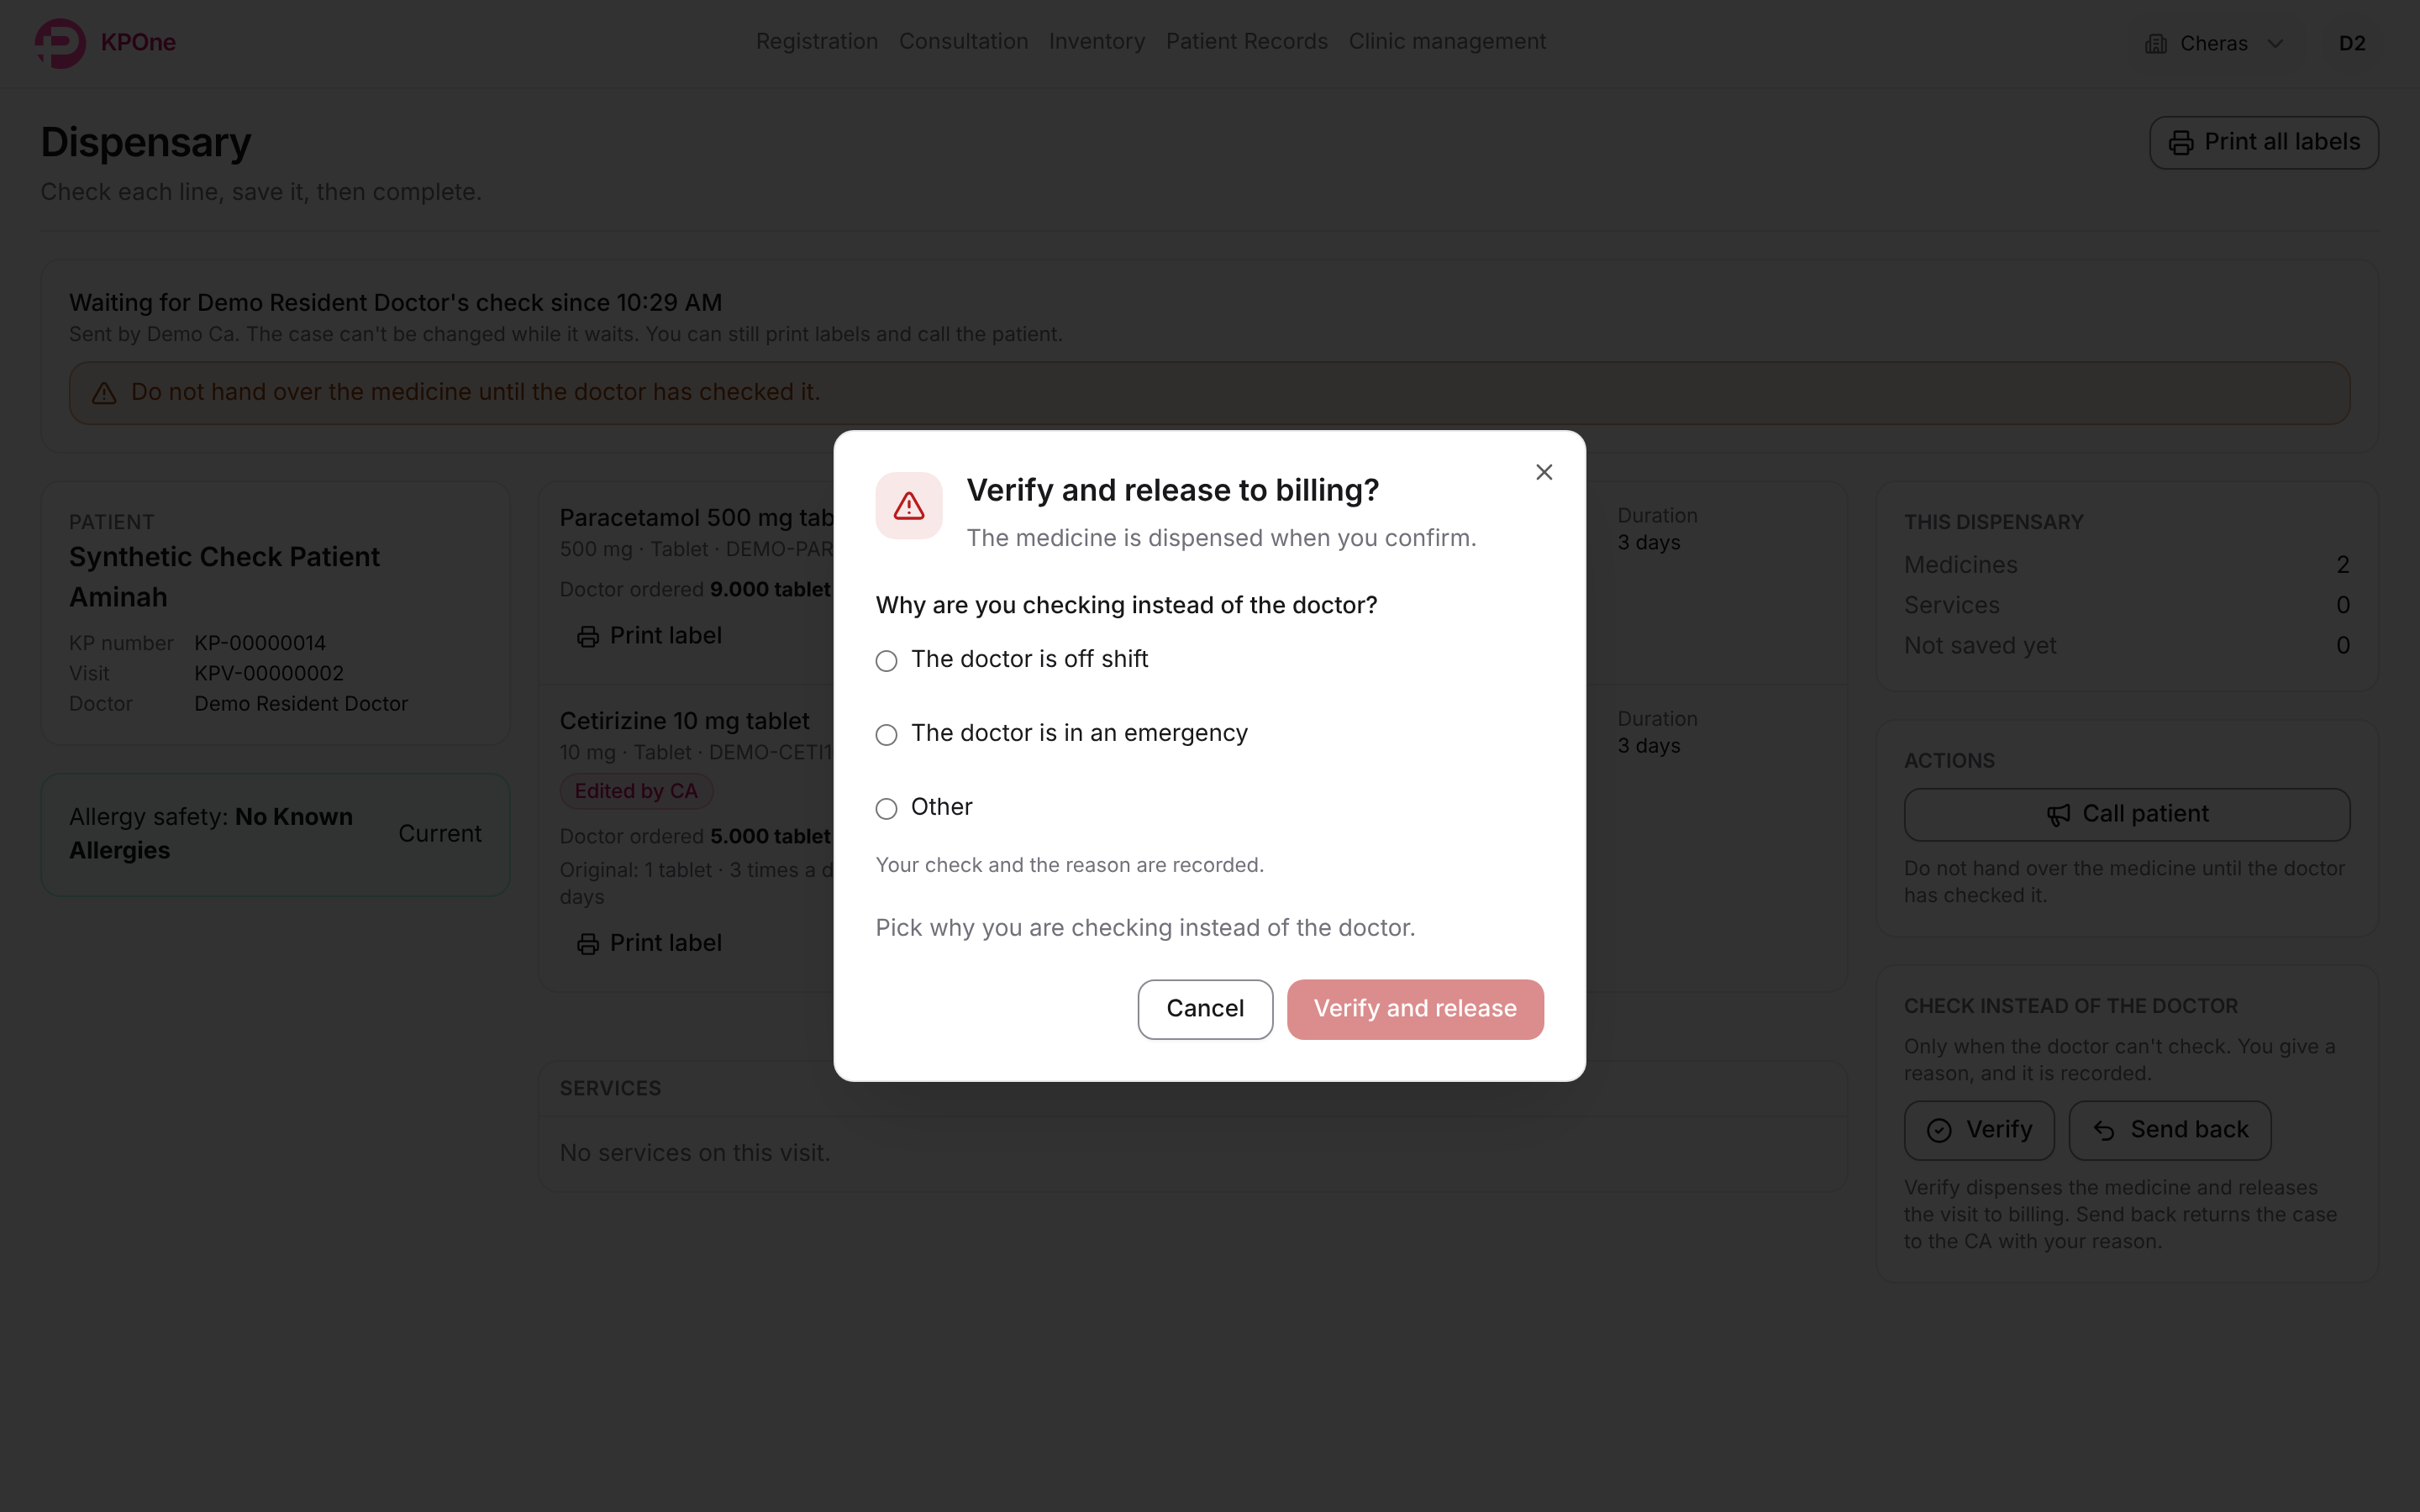 KPOne
Registration Consultation Inventory Patient Records Clinic management
Cheras
D2
Dispensary
Check each line, save it, then complete.
Print all labels
Waiting for Demo Resident Doctor's check since 10:29 AM
Sent by Demo Ca. The case can't be changed while it waits. You can still print labels and call the patient.
Do not hand over the medicine until the doctor has checked it.
PATIENT
Synthetic Check Patient
Aminah
KP number KP-00000014
Visit KPV-00000002
Doctor Demo Resident Doctor
Allergy safety: No Known
Allergies
Current
Paracetamol 500 mg tab
500 mg · Tablet · DEMO-PAR
Doctor ordered 9.000 tablet
Print label
Duration
3 days
Cetirizine 10 mg tablet
10 mg · Tablet · DEMO-CETI1
Edited by CA
Doctor ordered 5.000 tablet
Original: 1 tablet · 3 times a d
days
Print label
Duration
3 days
SERVICES
No services on this visit.
Verify and release to billing?
The medicine is dispensed when you confirm.
Why are you checking instead of the doctor?
The doctor is off shift
The doctor is in an emergency
Other
Your check and the reason are recorded.
Pick why you are checking instead of the doctor.
Cancel
Verify and release
THIS DISPENSARY
Medicines 2
Services 0
Not saved yet 0
ACTIONS
Call patient
Do not hand over the medicine until the doctor
has checked it.
CHECK INSTEAD OF THE DOCTOR
Only when the doctor can't check. You give a
reason, and it is recorded.
Verify
Send back
Verify dispenses the medicine and releases
the visit to billing. Send back returns the case
to the CA with your reason.